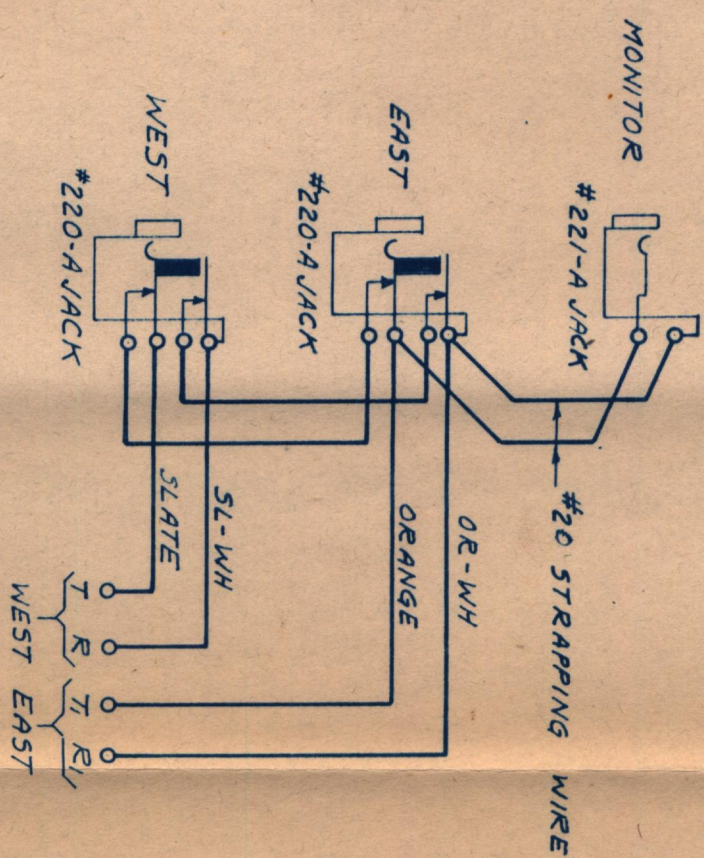 MONITOR
#221-A JACK
#20 STRAPPING WIRE
EAST
#220-A JACK
OR-WH
ORANGE
WEST
#220-A JACK
SL-WH
SLATE
T R T1 R1
WEST EAST